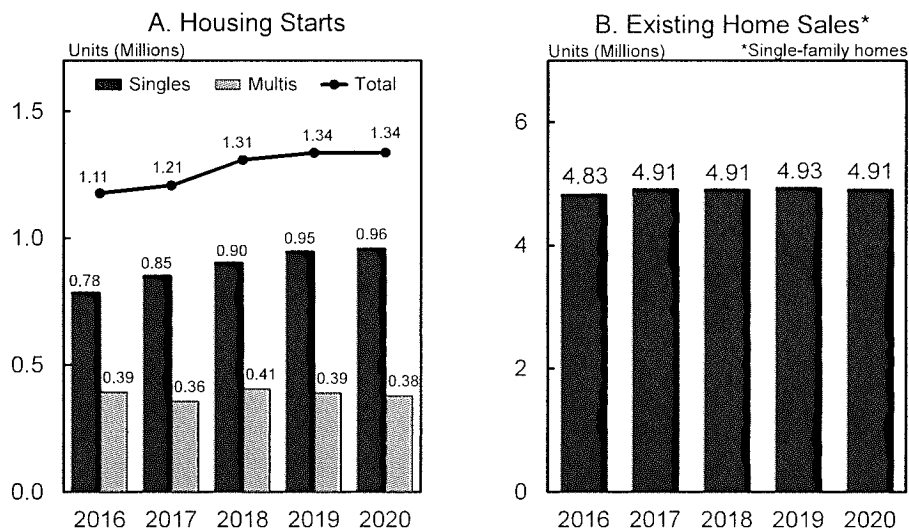 A. Housing Starts
Units (Millions)
Singles Multis Total
1.5
1.0
0.5
0.0
1.11 1.21 1.31 1.34 1.34
0.78 0.85 0.90 0.95 0.96
0.39 0.36 0.41 0.39 0.38
2016 2017 2018 2019 2020
B. Existing Home Sales*
Units (Millions) *Single-family homes
6
4
2
0
4.83 4.91 4.91 4.93 4.91
2016 2017 2018 2019 2020